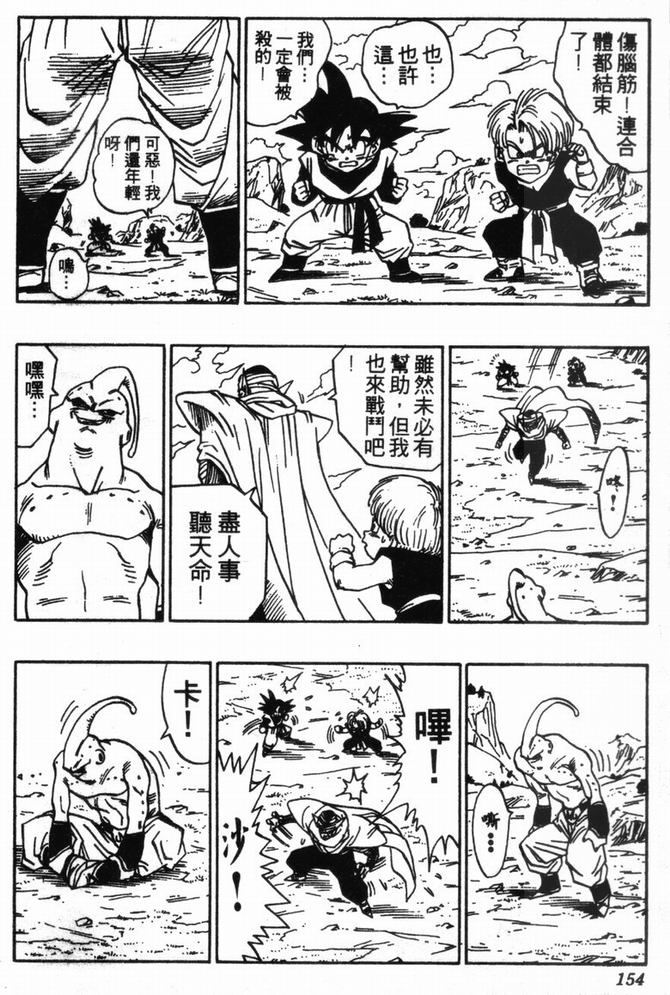 傷腦筋！連合
體都結束
了！
也…
也許
這…
我們…
一定會被
殺的！
可惡！我
們還年輕
呀！
嗚…
咚！
雖然未必有
幫助，但我
也來戰鬥吧
！
盡人事
聽天命！
嘿嘿…
嘶…
嗶！
沙！
卡！
154